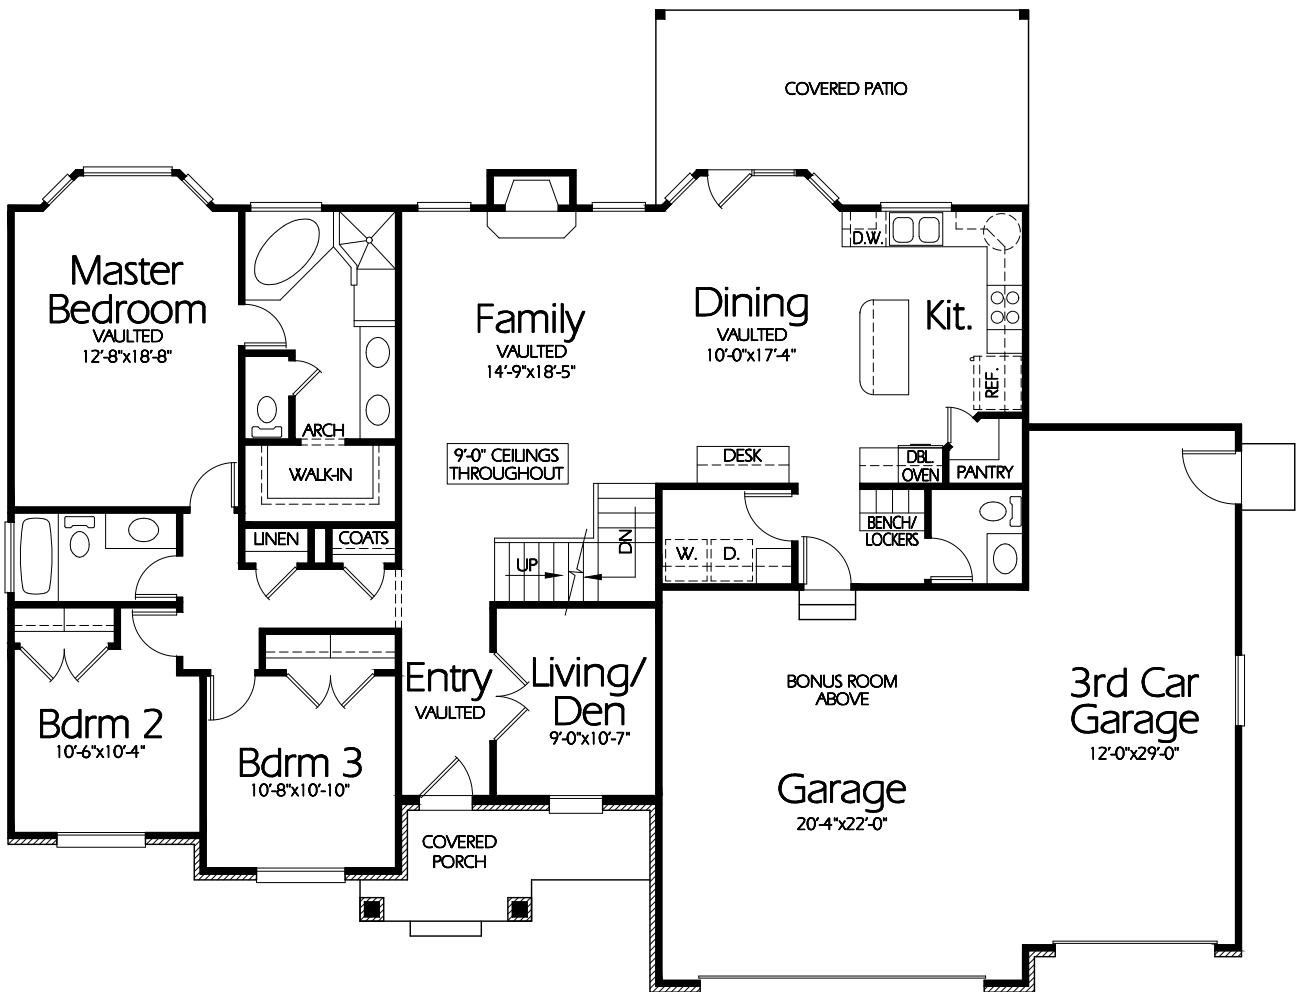 COVERED PATIO
Master
Bedroom
VAULTED
12'-8"x18'-8"
Family
VAULTED
14'-9"x18'-5"
Dining
VAULTED
10'-0"x17'-4"
Kit.
D.W.
REF.
ARCH
WALK-IN
9'-0" CEILINGS
THROUGHOUT
DESK
DBL
OVEN
PANTRY
LINEN
COATS
UP
DN
W.
D.
BENCH/
LOCKERS
Bdrm 2
10'-6"x10'-4"
Bdrm 3
10'-8"x10'-10"
Entry
VAULTED
Living/
Den
9'-0"x10'-7"
BONUS ROOM
ABOVE
3rd Car
Garage
12'-0"x29'-0"
Garage
20'-4"x22'-0"
COVERED
PORCH